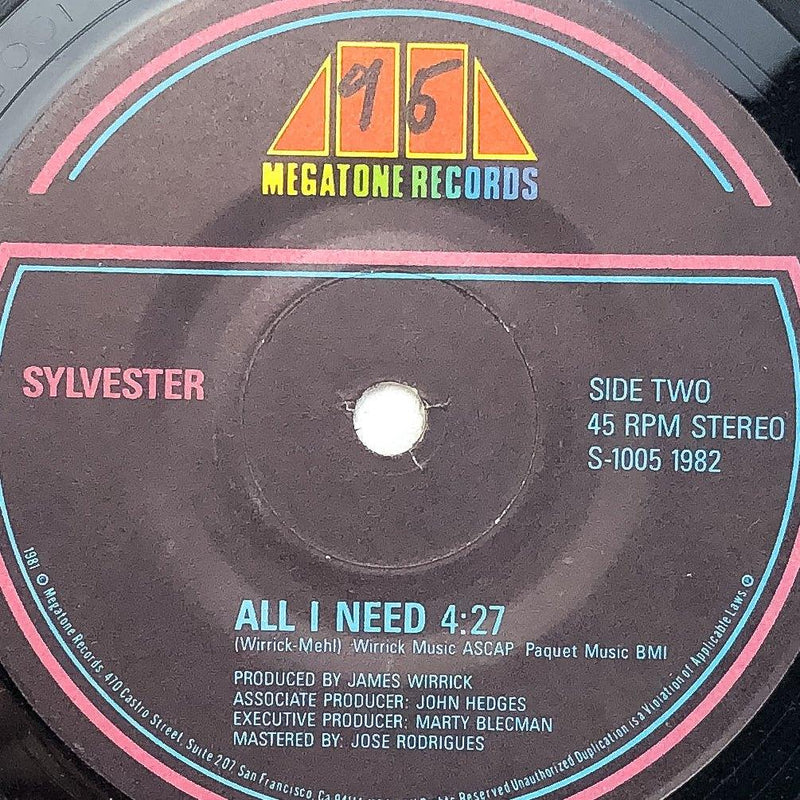 95
MEGATONE RECORDS
SYLVESTER
SIDE TWO
45 RPM STEREO
S-1005 1982
ALL I NEED 4:27
(Wirrick-Mehl) Wirrick Music ASCAP Paquet Music BMI
PRODUCED BY JAMES WIRRICK
ASSOCIATE PRODUCER: JOHN HEDGES
EXECUTIVE PRODUCER: MARTY BLECMAN
MASTERED BY: JOSE RODRIGUES
1981 © Megatone Records, 470 Castro Street, Suite 207, San Francisco, Ca Rights Reserved Unauthorized Duplication is a Violation of Applicable Laws